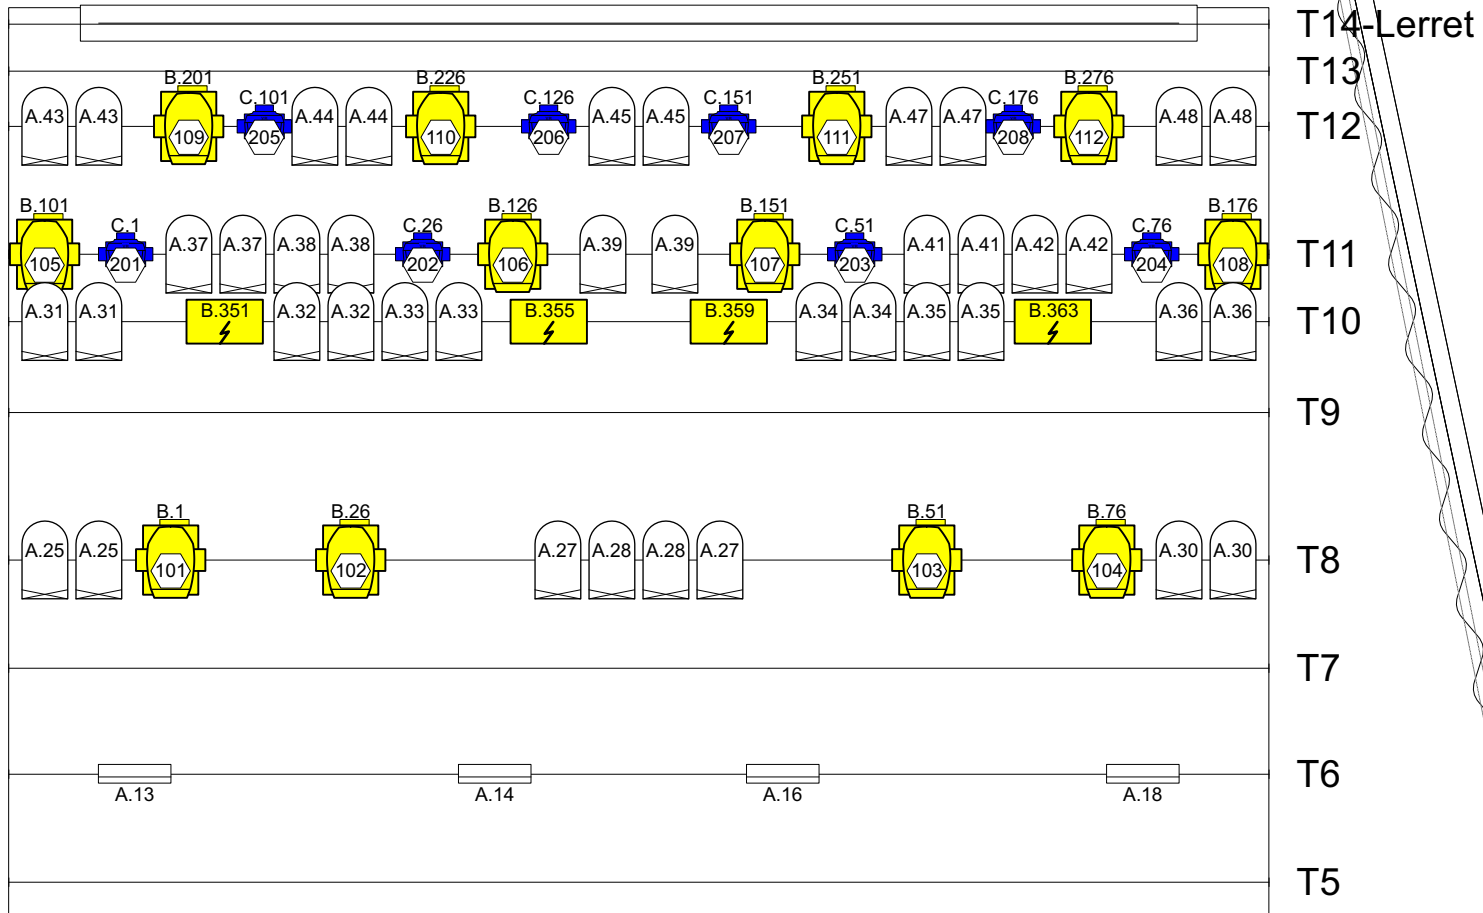 T14-Lerret
T13
B.201 B.226 B.251 B.276
C.101 C.126 C.151 C.176
A.43 A.43 A.44 A.44 A.45 A.45 A.47 A.47 A.48 A.48
109 205 110 206 207 111 208 112
T12
B.101 B.126 B.151 B.176
C.1 C.26 C.51 C.76
A.37 A.37 A.38 A.38 A.39 A.39 A.41 A.41 A.42 A.42
105 201 202 106 107 203 204 108
T11
A.31 A.31 B.351 A.32 A.32 A.33 A.33 B.355 B.359 A.34 A.34 A.35 A.35 B.363 A.36 A.36
T10
T9
B.1 B.26 B.51 B.76
A.25 A.25 A.27 A.28 A.28 A.27 A.30 A.30
101 102 103 104
T8
T7
T6
A.13 A.14 A.16 A.18
T5